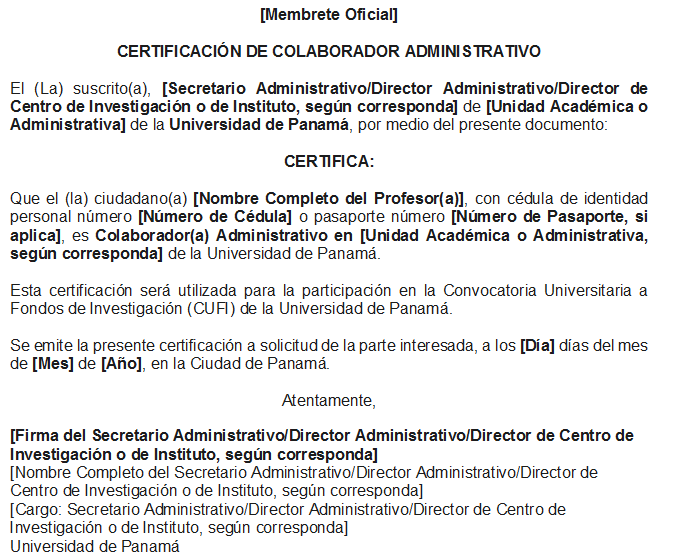 [Membrete Oficial]
CERTIFICACIÓN DE COLABORADOR ADMINISTRATIVO
El (La) suscrito(a), [Secretario Administrativo/Director Administrativo/Director de
Centro de Investigación o de Instituto, según corresponda] de [Unidad Académica o
Administrativa] de la Universidad de Panamá, por medio del presente documento:
CERTIFICA:
Que el (la) ciudadano(a) [Nombre Completo del Profesor(a)], con cédula de identidad
personal número [Número de Cédula] o pasaporte número [Número de Pasaporte, si
aplica], es Colaborador(a) Administrativo en [Unidad Académica o Administrativa,
según corresponda] de la Universidad de Panamá.
Esta certificación será utilizada para la participación en la Convocatoria Universitaria a
Fondos de Investigación (CUFI) de la Universidad de Panamá.
Se emite la presente certificación a solicitud de la parte interesada, a los [Día] días del mes
de [Mes] de [Año], en la Ciudad de Panamá.
Atentamente,
[Firma del Secretario Administrativo/Director Administrativo/Director de Centro de
Investigación o de Instituto, según corresponda]
[Nombre Completo del Secretario Administrativo/Director Administrativo/Director de
Centro de Investigación o de Instituto, según corresponda]
[Cargo: Secretario Administrativo/Director Administrativo/Director de Centro de
Investigación o de Instituto, según corresponda]
Universidad de Panamá